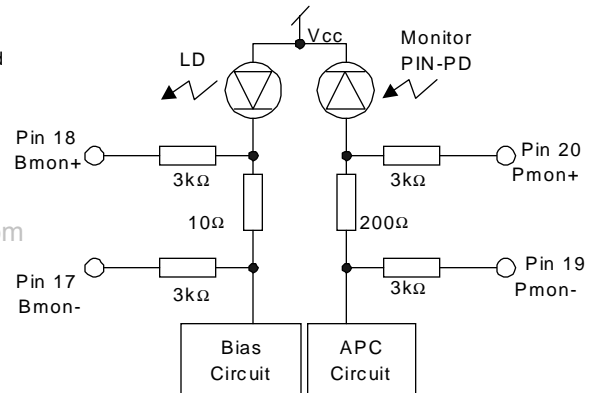 Vcc
LD
Monitor
PIN-PD
d
Pin 18
Bmon+
3kΩ
3kΩ
Pin 20
Pmon+
10Ω
200Ω
om
Pin 17
Bmon-
3kΩ
3kΩ
Pin 19
Pmon-
Bias
Circuit
APC
Circuit